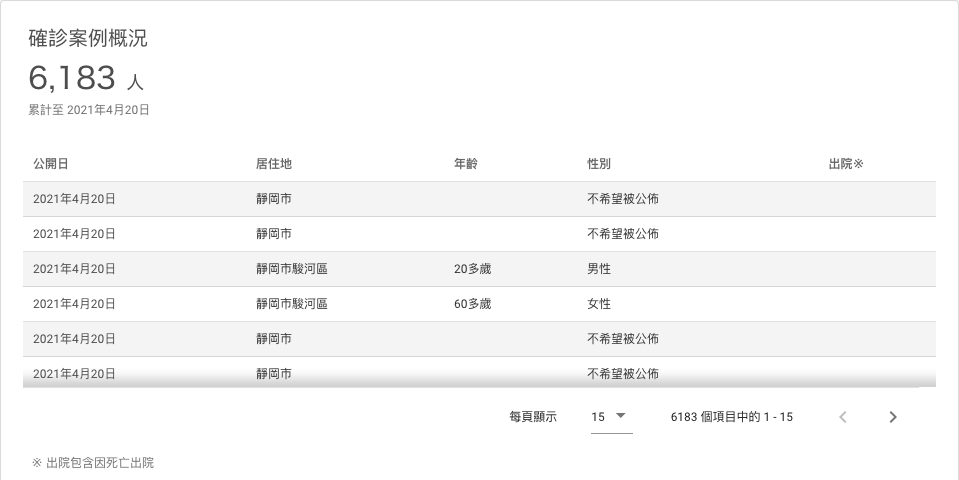 確診案例概況
6,183 人
累計至 2021年4月20日
公開日 居住地 年齡 性別 出院※
2021年4月20日 靜岡市 不希望被公佈
2021年4月20日 靜岡市 不希望被公佈
2021年4月20日 靜岡市駿河區 20多歲 男性
2021年4月20日 靜岡市駿河區 60多歲 女性
2021年4月20日 靜岡市 不希望被公佈
2021年4月20日 靜岡市 不希望被公佈
每頁顯示 15 6183 個項目中的 1 - 15
※ 出院包含因死亡出院